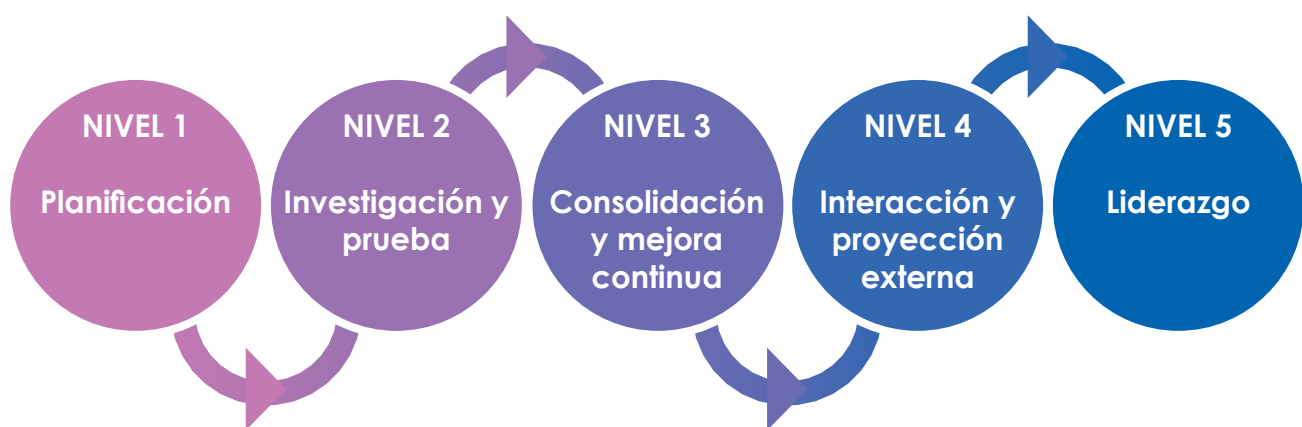 NIVEL 1
Planificación
NIVEL 2
Investigación y
prueba
NIVEL 3
Consolidación
y mejora
continua
NIVEL 4
Interacción y
proyección
externa
NIVEL 5
Liderazgo